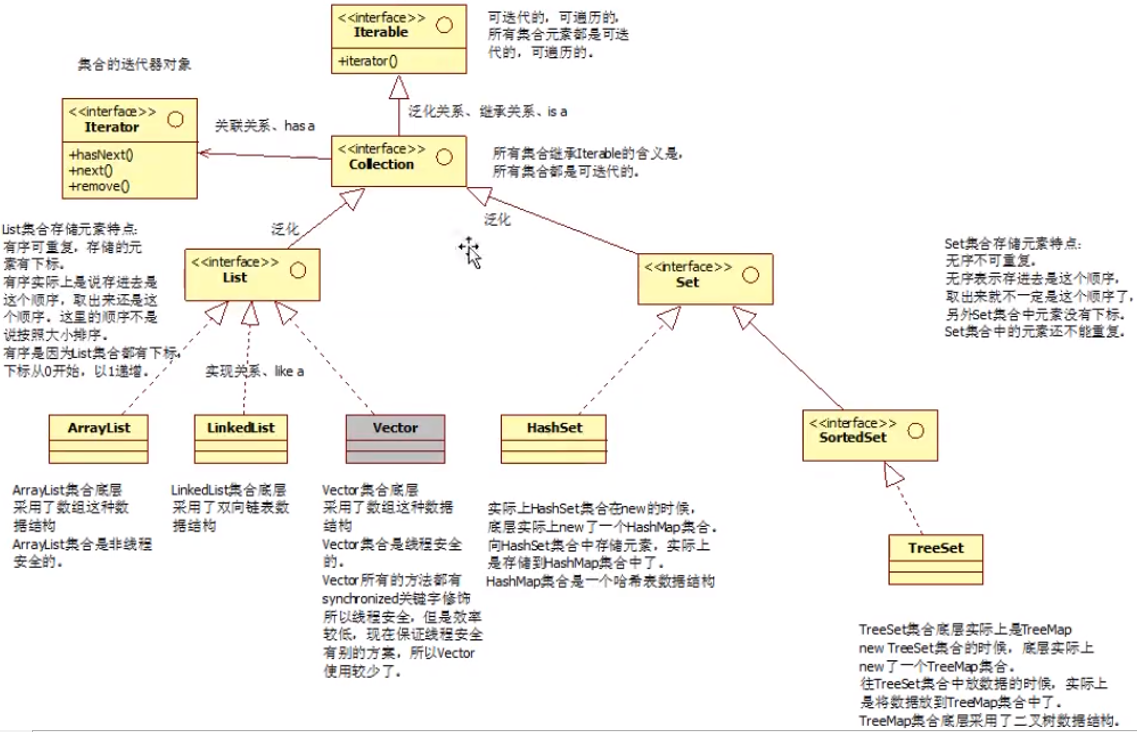 <<interface>>
Iterable
+iterator()
可迭代的，可遍历的，
所有集合元素都是可迭
代的，可遍历的。
集合的迭代器对象
<<interface>>
Iterator
+hasNext()
+next()
+remove()
关联关系、has a
泛化关系、继承关系、is a
<<interface>>
Collection
所有集合继承Iterable的含义是，
所有集合都是可迭代的。
List集合存储元素特点:
有序可重复，存储的元
素有下标。
有序实际上是说存进去是
这个顺序，取出来还是这
个顺序。这里的顺序不是
说按照大小排序。
有序是因为List集合都有下标，
下标从0开始，以1递增。
泛化
<<interface>>
List
泛化
<<interface>>
Set
Set集合存储元素特点:
无序不可重复。
无序表示存进去是这个顺序，
取出来就不一定是这个顺序了，
另外Set集合中元素没有下标。
Set集合中的元素还不能重复。
实现关系、like a
ArrayList
LinkedList
Vector
HashSet
<<interface>>
SortedSet
ArrayList集合底层
采用了数组这种数
据结构
ArrayList集合是非线程
安全的。
LinkedList集合底层
采用了双向链表数
据结构
Vector集合底层
采用了数组这种数据
结构
Vector集合是线程安全
的。
Vector所有的方法都有
synchronized关键字修饰
所以线程安全，但是效率
较低，现在保证线程安全
有别的方案，所以Vector
使用较少了。
实际上HashSet集合在new的时候，
底层实际上new了一个HashMap集合。
向HashSet集合中存储元素，实际上
是存储到HashMap集合中了。
HashMap集合是一个哈希表数据结构
TreeSet
TreeSet集合底层实际上是TreeMap
new TreeSet集合的时候，底层实际上
new了一个TreeMap集合。
往TreeSet集合中放数据的时候，实际上
是将数据放到TreeMap集合中了。
TreeMap集合底层采用了二叉树数据结构。